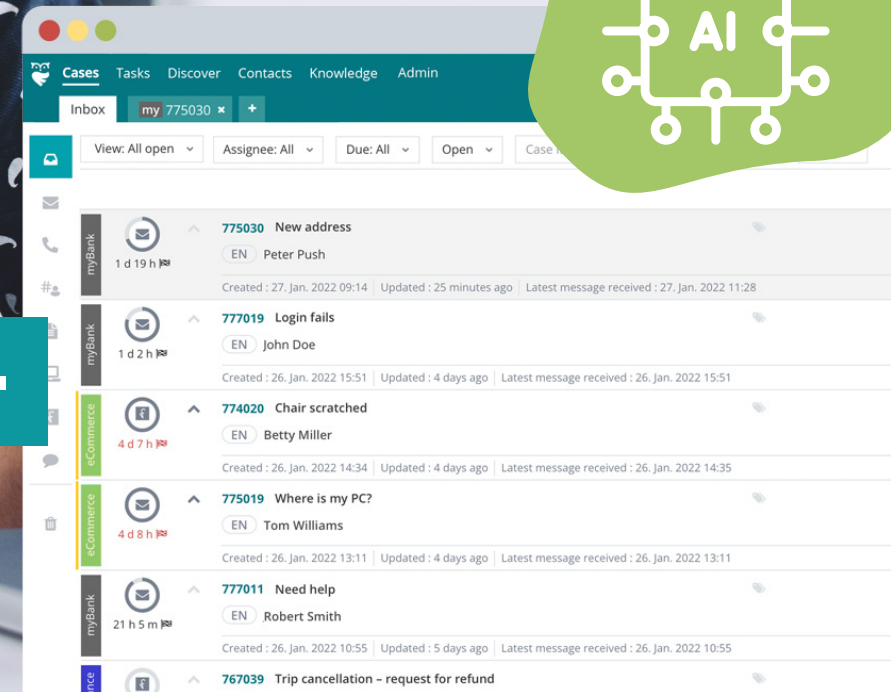 AI
Cases Tasks Discover Contacts Knowledge Admin
Inbox my 775030 × +
View: All open Assignee: All Due: All Open Case
myBank
775030 New address
EN Peter Push
1 d 19 h
Created : 27. Jan. 2022 09:14 Updated : 25 minutes ago Latest message received : 27. Jan. 2022 11:28
myBank
777019 Login fails
EN John Doe
1 d 2 h
Created : 26. Jan. 2022 15:51 Updated : 4 days ago Latest message received : 26. Jan. 2022 15:51
eCommerce
774020 Chair scratched
EN Betty Miller
4 d 7 h
Created : 26. Jan. 2022 14:34 Updated : 4 days ago Latest message received : 26. Jan. 2022 14:35
eCommerce
775019 Where is my PC?
EN Tom Williams
4 d 8 h
Created : 26. Jan. 2022 13:11 Updated : 4 days ago Latest message received : 26. Jan. 2022 13:11
myBank
777011 Need help
EN Robert Smith
21 h 5 m
Created : 26. Jan. 2022 10:55 Updated : 5 days ago Latest message received : 26. Jan. 2022 10:55
767039 Trip cancellation – request for refund